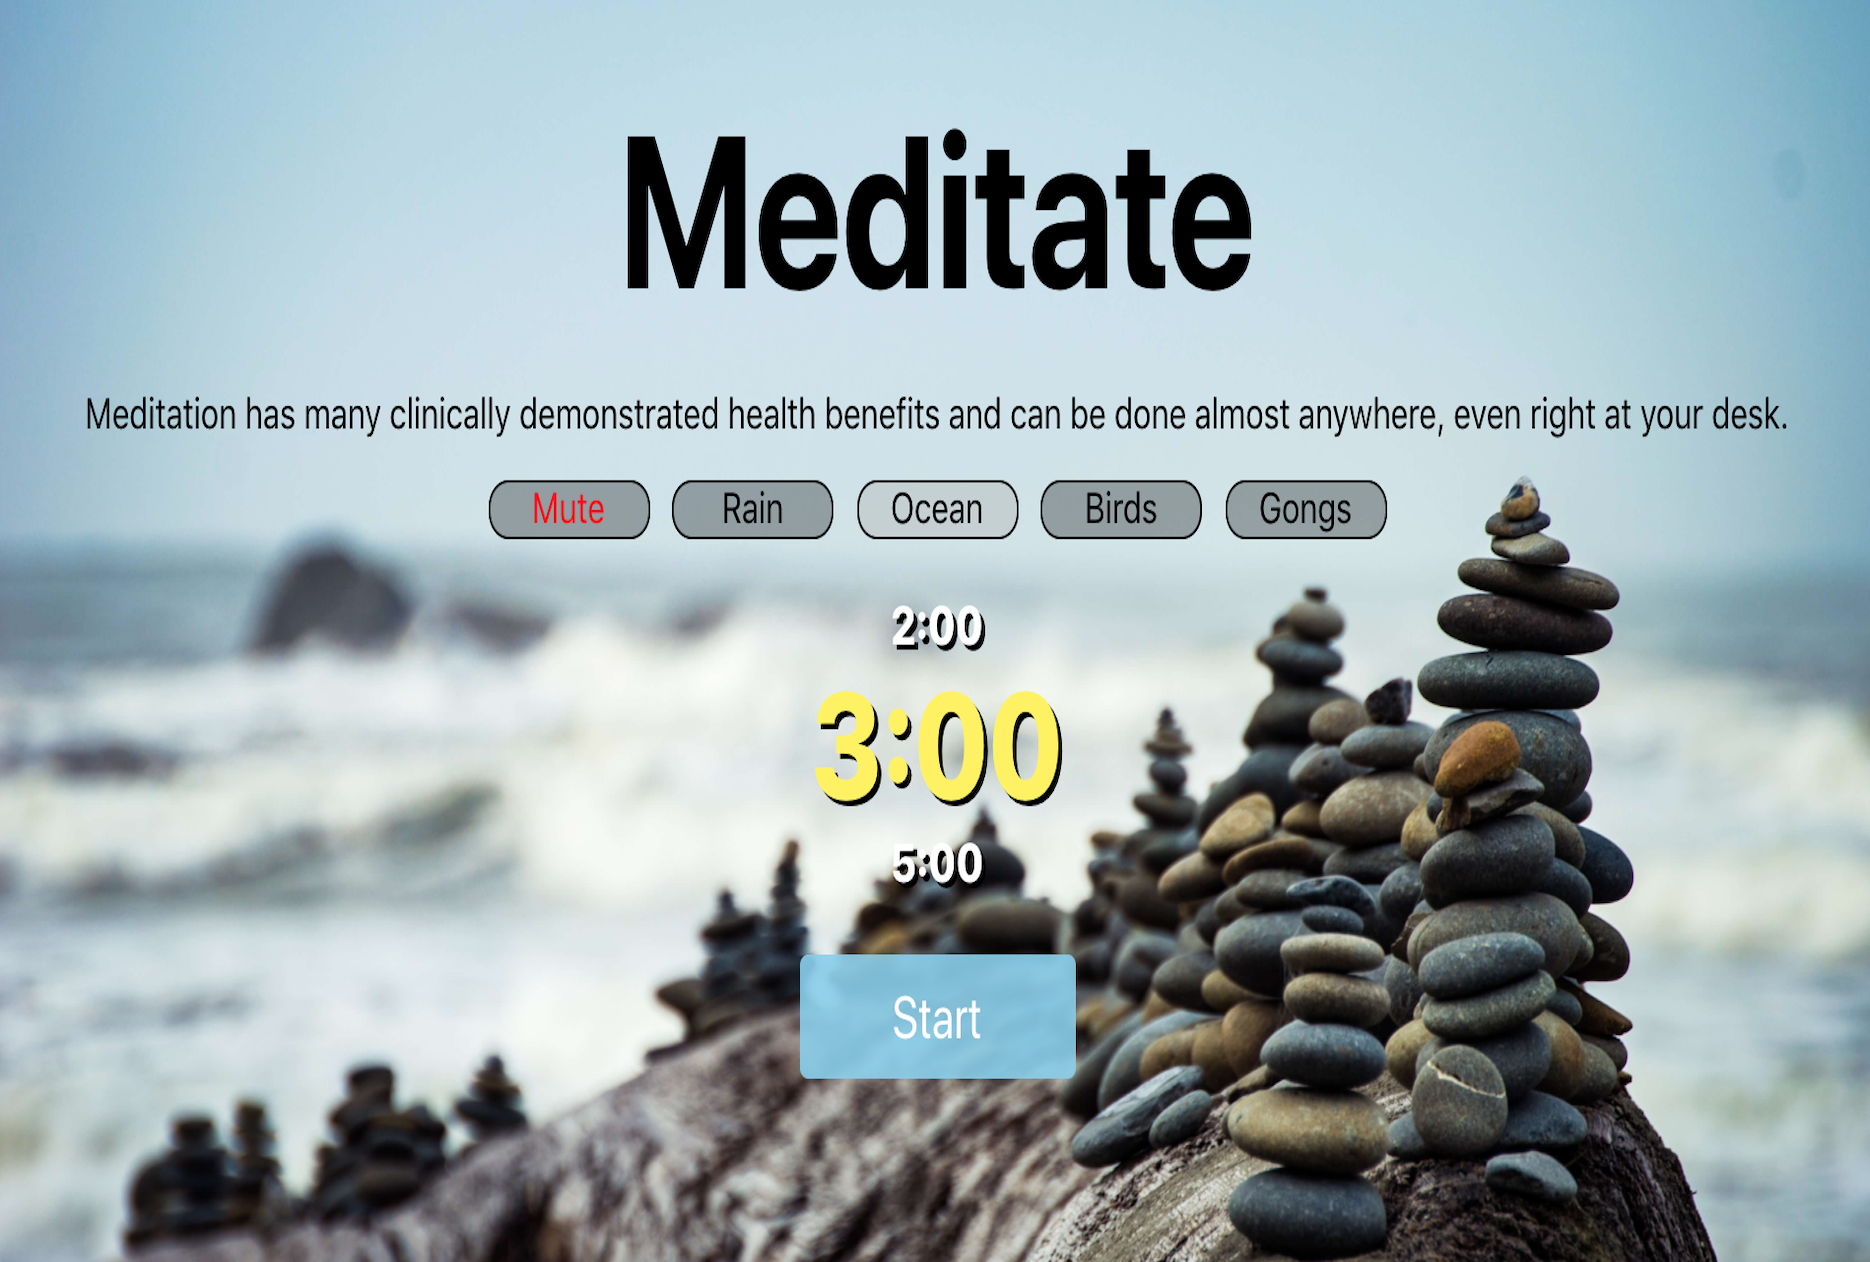 Meditate
Meditation has many clinically demonstrated health benefits and can be done almost anywhere, even right at your desk.
Mute Rain Ocean Birds Gongs
2:00
3:00
5:00
Start